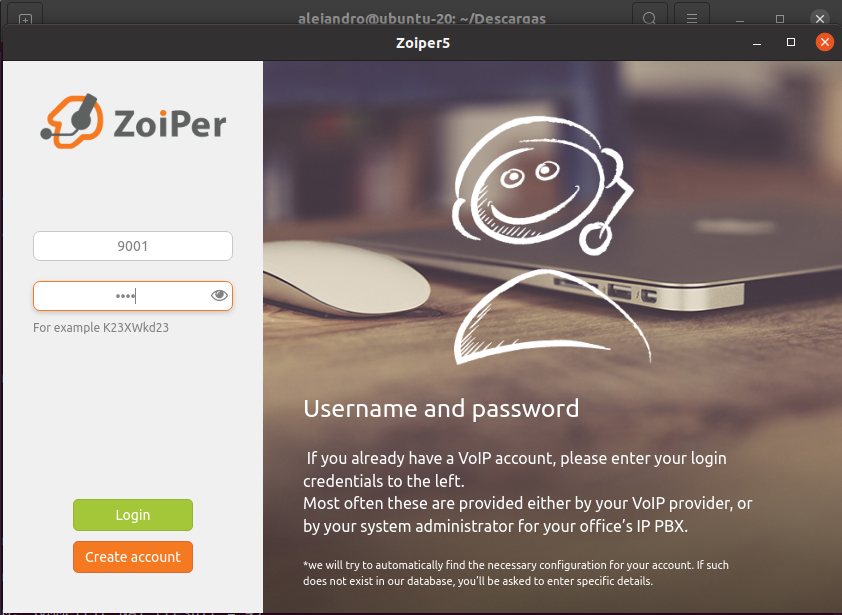 alejandro@ubuntu-20: ~/Descargas
Zoiper5
ZoiPer
9001
••••
For example K23XWkd23
Login
Create account
Username and password
If you already have a VoIP account, please enter your login
credentials to the left.
Most often these are provided either by your VoIP provider, or
by your system administrator for your office's IP PBX.
*we will try to automatically find the necessary configuration for your account. If such
does not exist in our database, you'll be asked to enter specific details.